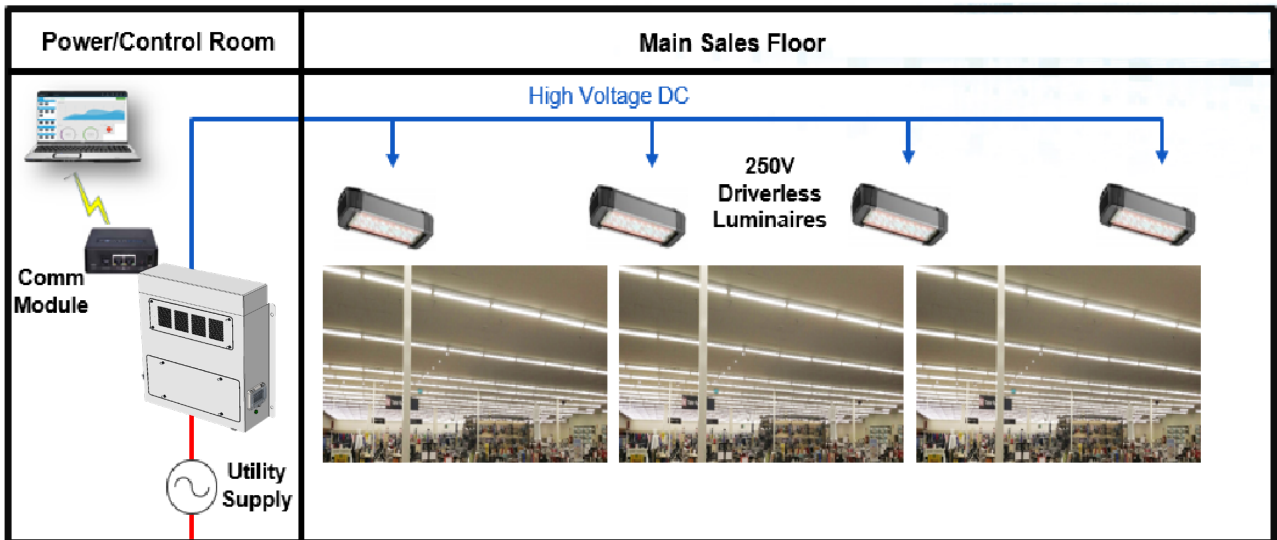 Power/Control Room
Main Sales Floor
High Voltage DC
250V
Driverless
Luminaires
Comm
Module
Utility
Supply